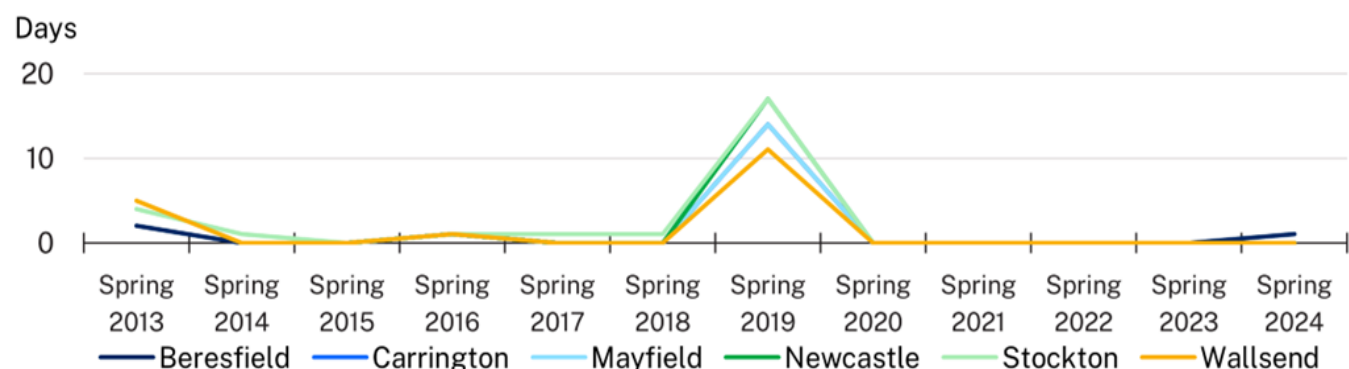 Days
20
10
0
Spring Spring Spring Spring Spring Spring Spring Spring Spring Spring Spring Spring
2013 2014 2015 2016 2017 2018 2019 2020 2021 2022 2023 2024
Beresfield Carrington Mayfield Newcastle Stockton Wallsend